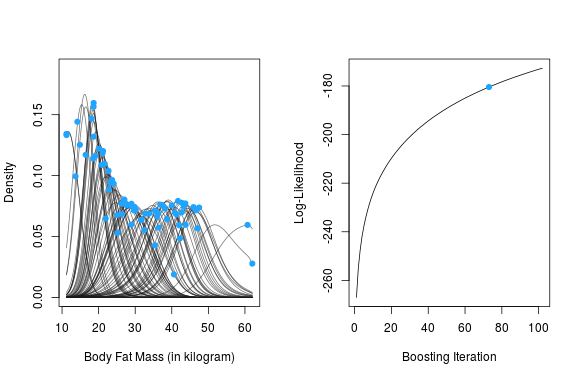 Density
0.00 0.05 0.10 0.15
10 20 30 40 50 60
Body Fat Mass (in kilogram)
Log-Likelihood
-260 -240 -220 -200 -180
0 20 40 60 80 100
Boosting Iteration